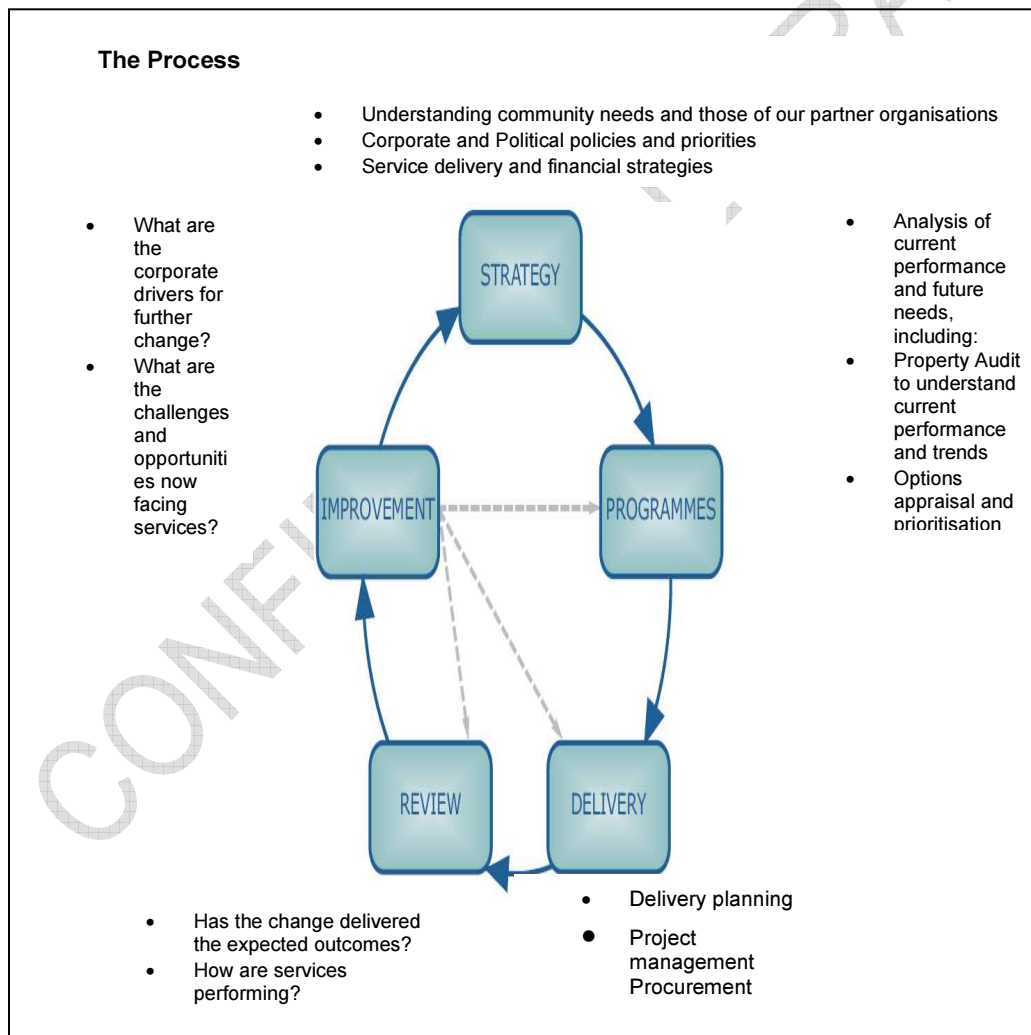 The Process
• Understanding community needs and those of our partner organisations
• Corporate and Political policies and priorities
• Service delivery and financial strategies
• What are
the
corporate
drivers for
further
change?
• What are
the
challenges
and
opportuniti
es now
facing
services?
• Analysis of
current
performance
and future
needs,
including:
• Property Audit
to understand
current
performance
and trends
• Options
appraisal and
prioritisation
STRATEGY
IMPROVEMENT
PROGRAMMES
REVIEW
DELIVERY
• Has the change delivered
the expected outcomes?
• How are services
performing?
• Delivery planning
• Project
management
Procurement